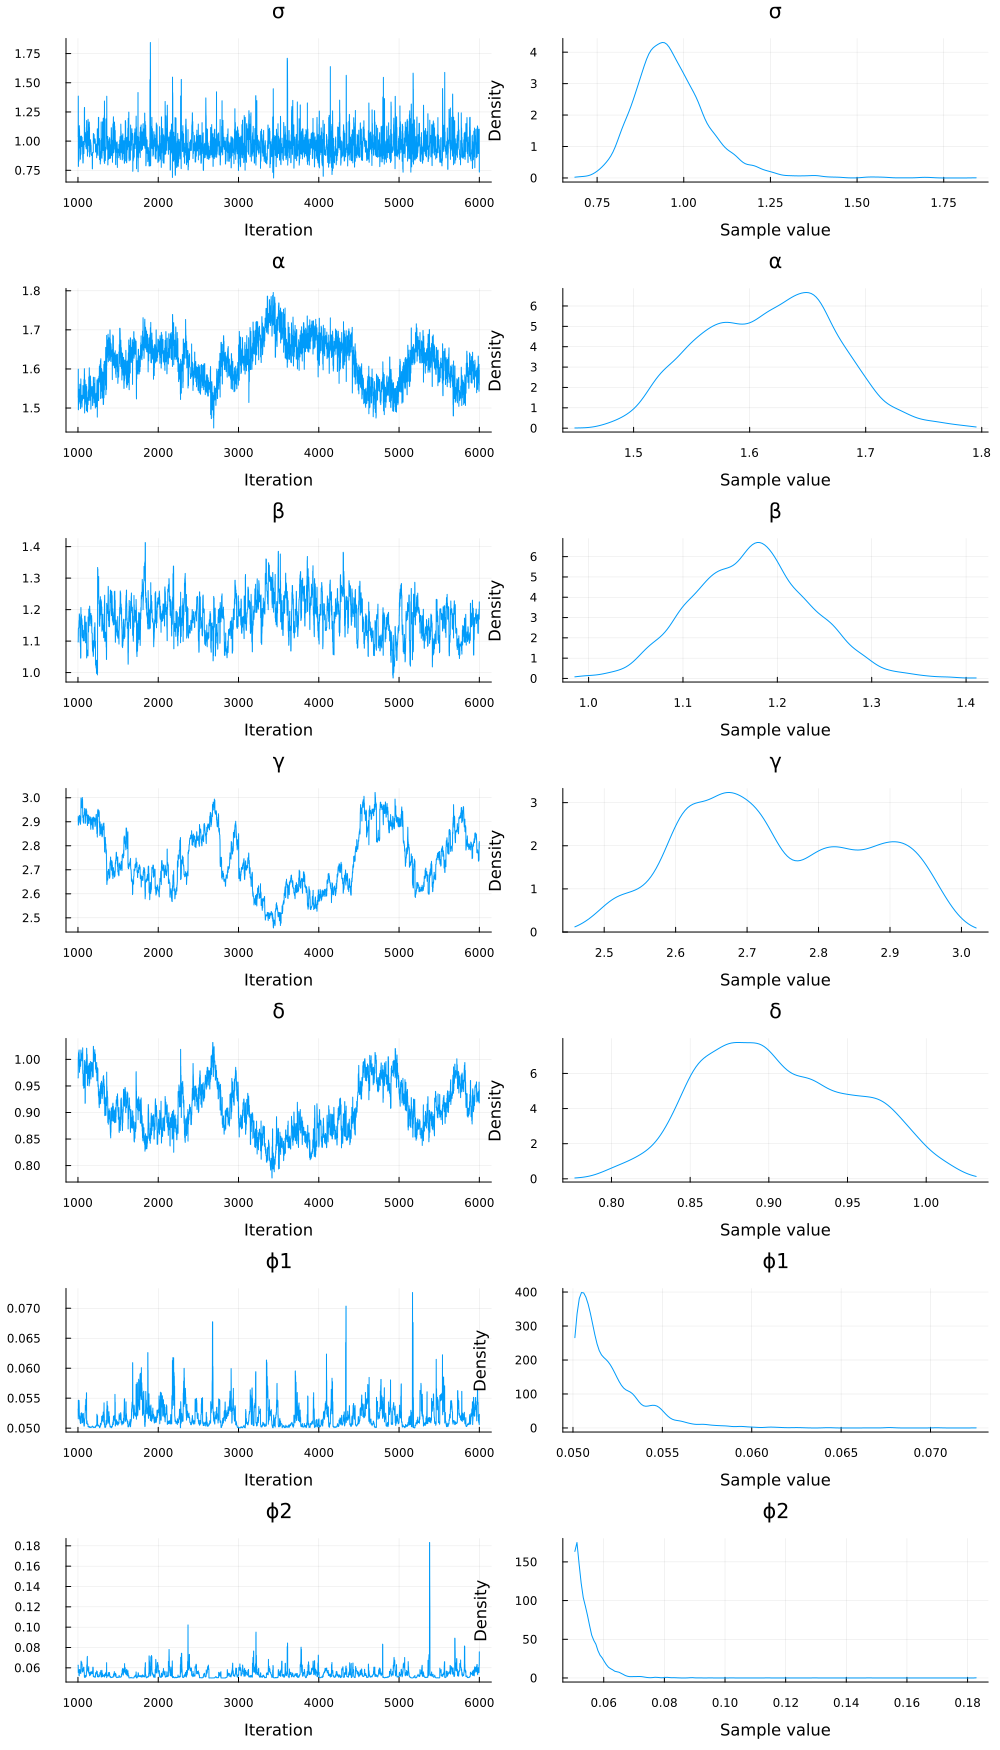 σ σ
1.75
1.50
1.25
1.00
0.75
1000 2000 3000 4000 5000 6000
Iteration
Density
4
3
2
1
0
0.75 1.00 1.25 1.50 1.75
Sample value
α α
1.8
1.7
1.6
1.5
1000 2000 3000 4000 5000 6000
Iteration
Density
6
5
4
3
2
1
0
1.5 1.6 1.7 1.8
Sample value
β β
1.4
1.3
1.2
1.1
1.0
1000 2000 3000 4000 5000 6000
Iteration
Density
6
5
4
3
2
1
0
1.0 1.1 1.2 1.3 1.4
Sample value
γ γ
3.0
2.9
2.8
2.7
2.6
2.5
1000 2000 3000 4000 5000 6000
Iteration
Density
3
2
1
0
2.5 2.6 2.7 2.8 2.9 3.0
Sample value
δ δ
1.00
0.95
0.90
0.85
0.80
1000 2000 3000 4000 5000 6000
Iteration
Density
6
4
2
0
0.80 0.85 0.90 0.95 1.00
Sample value
ϕ1 ϕ1
0.070
0.065
0.060
0.055
0.050
1000 2000 3000 4000 5000 6000
Iteration
Density
400
300
200
100
0
0.050 0.055 0.060 0.065 0.070
Sample value
ϕ2 ϕ2
0.18
0.16
0.14
0.12
0.10
0.08
0.06
1000 2000 3000 4000 5000 6000
Iteration
Density
150
100
50
0
0.06 0.08 0.10 0.12 0.14 0.16 0.18
Sample value